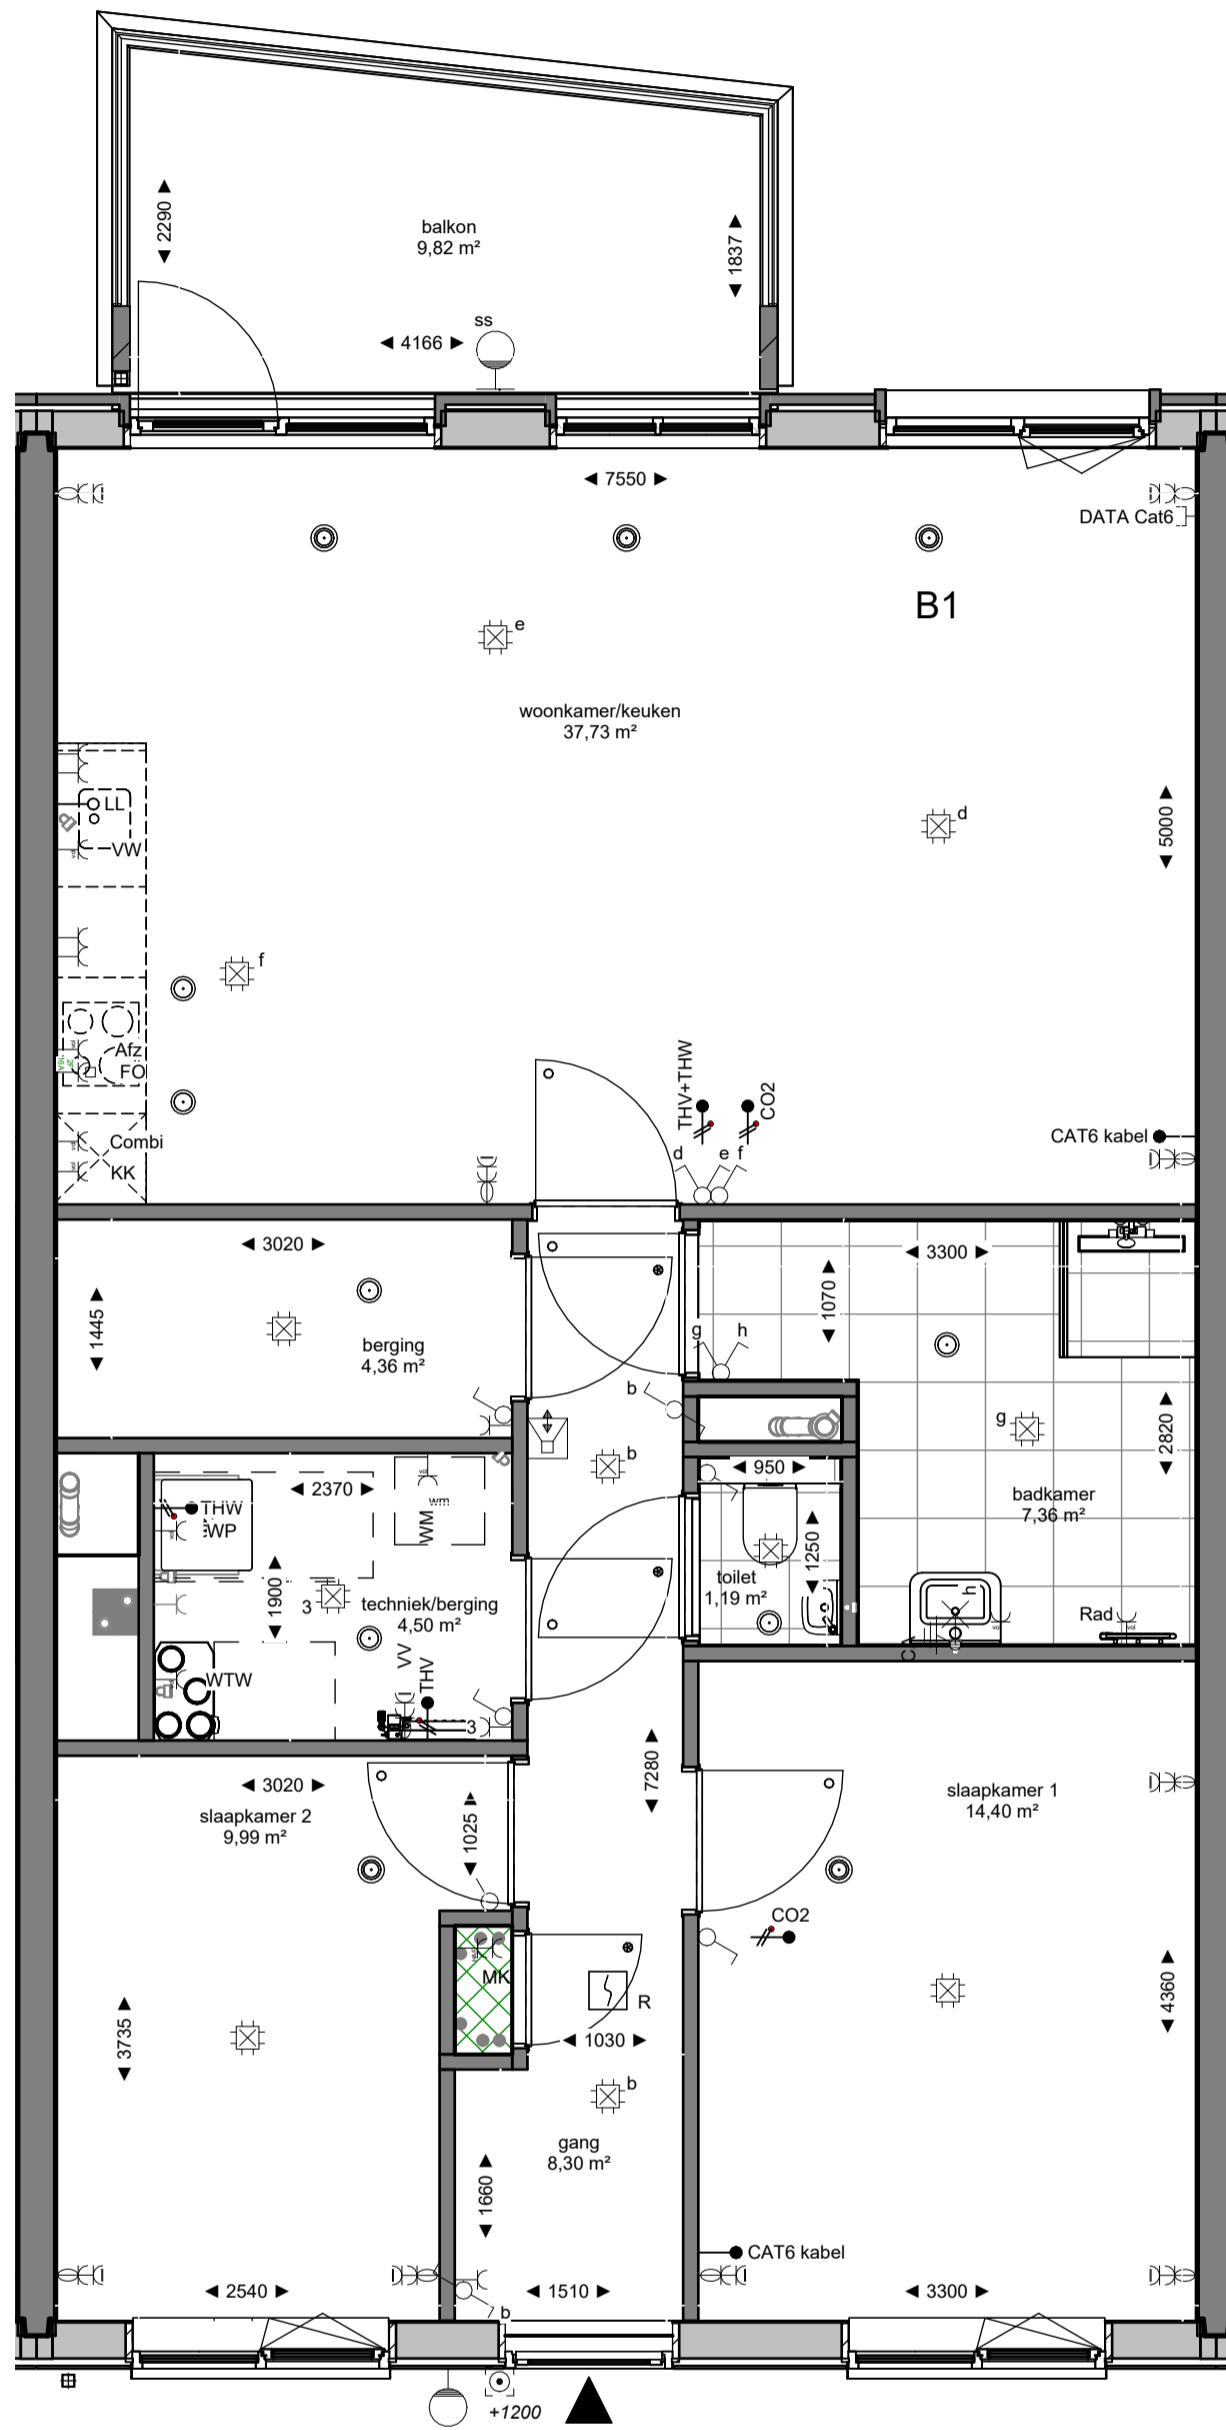 2290
balkon
9,82 m²
1837
ss
4166
7550
DATA Cat6
B1
e
woonkamer/keuken
37,73 m²
LL
d
5000
VW
f
Afz
FO
THV+THW
CO2
Combi
KK
d
e
f
CAT6 kabel
3020
3300
1070
1445
berging
4,36 m²
g
h
b
g
2820
b
950
2370
wm
WM
THW
WP
badkamer
7,36 m²
1250
1900
3
techniek/berging
4,50 m²
toilet
1,19 m²
h
Rad
WTW
VV
THV
3
7280
3020
slaapkamer 2
9,99 m²
1025
slaapkamer 1
14,40 m²
CO2
MK
R
1030
4360
3735
b
gang
8,30 m²
1660
CAT6 kabel
2540
1510
3300
b
+1200